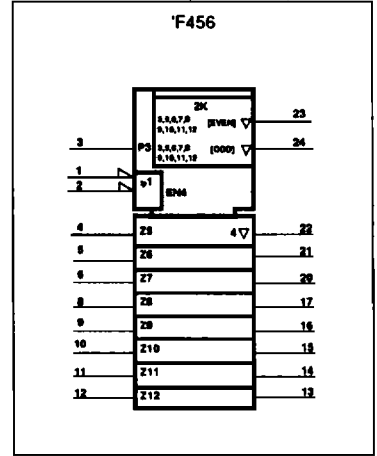 'F456
2K
3,5,6,7,8 [EVEN] ▽ 23
9,10,11,12
3 P3 3,5,6,7,8 [ODD] ▽ 24
9,10,11,12
1
2 EN4
4 Z5 4▽ 22
5 Z6 21
6 Z7 20
8 Z8 17
9 Z9 16
10 Z10 15
11 Z11 14
12 Z12 13